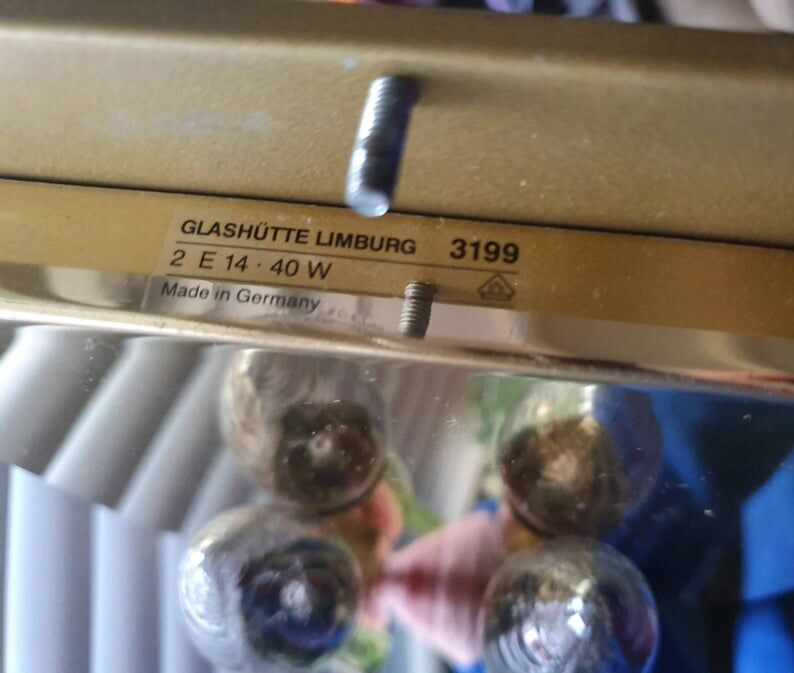 GLASHÜTTE LIMBURG 3199
2 E 14 · 40 W
Made in Germany